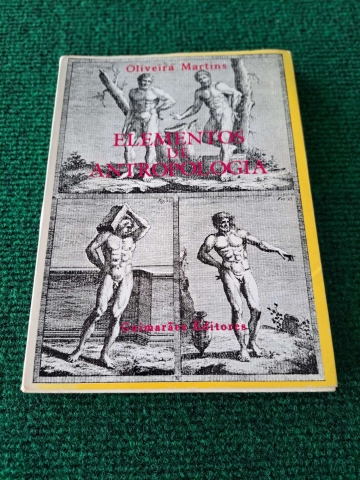 Oliveira Martins
ELEMENTOS
DE
ANTROPOLOGIA
Guimarães Editores